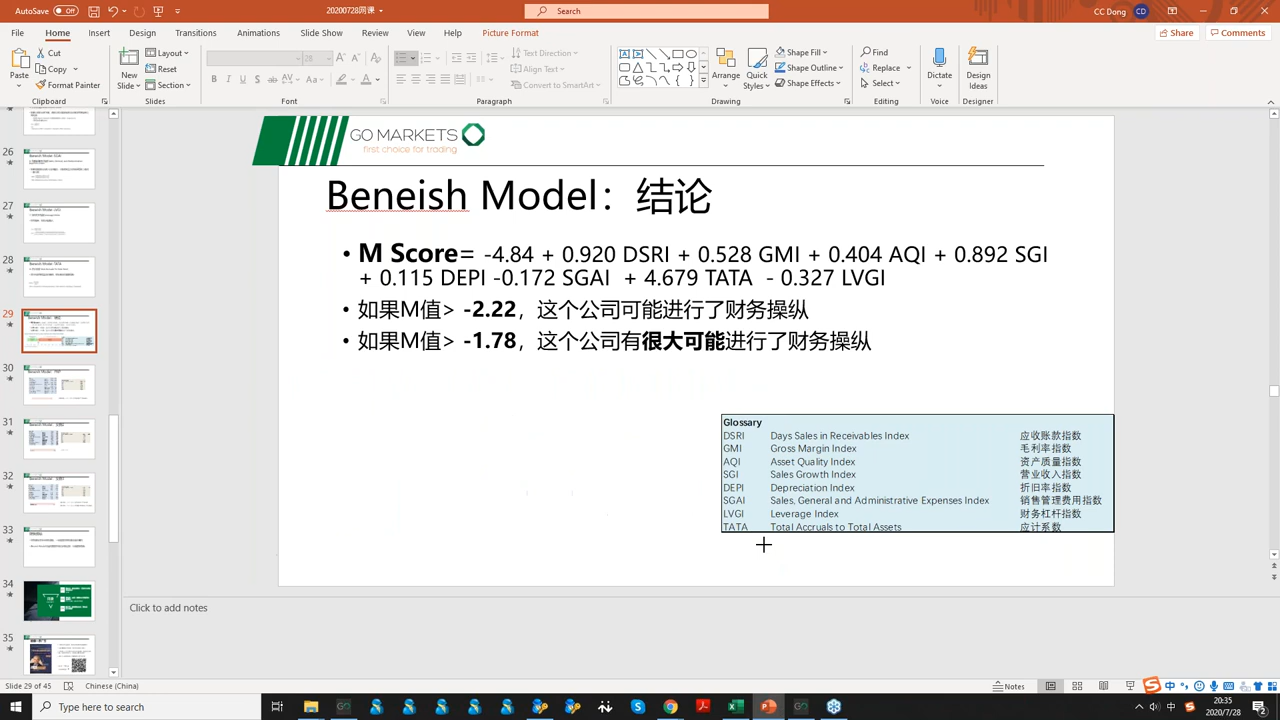 AutoSave
Off
20200728网课
Search
CC Cord
File
Home
Insert
Design
Transitions
Animations
Slide Show
Review
View
Help
Picture Format
Share
Comments
Paste
Cut
Copy
Format Painter
Clipboard
New
Slide
Layout
Reset
Section
Slides
28
Font
Text Direction
Align Text
Convert to SmartArt
Paragraph
Arrange
Quick
Styles
Shape Fill
Shape Outline
Shape Effects
Drawing
Find
Replace
Select
Editing
Dictate
Voice
Design
Ideas
Designer
26
27
28
29
30
31
32
33
34
35
GO MARKETS
first choice for trading
Beneish Model：结论
• M Score= -4.84 + 0.920 DSRI + 0.528 GMI + 0.404 AQI + 0.892 SGI
+ 0.115 DEPI -0.172 SGAI + 4.679 TATA - 0.327 LVGI
• 如果M值> -2.22，这个公司可能进行了财务操纵
• 如果M值> -1.78，这个公司有很大可能进行了财务操纵
Glossary
DSRI Days Sales in Receivables Index 应收账款指数
GMI Gross Margin Index 毛利率指数
AQI Asset Quality Index 资产质量指数
SGI Sales Growth Index 营业收入指数
DEPI Depreciation Index 折旧率指数
SGAI Sales, General and Administrative Expenses Index 销售管理费用指数
LVGI Leverage Index 财务杠杆指数
TATA Total Accruals to Total Assets 应计系数
Click to add notes
Slide 29 of 45
Chinese (China)
Notes
中
Type here to search
20:35
2020/7/28